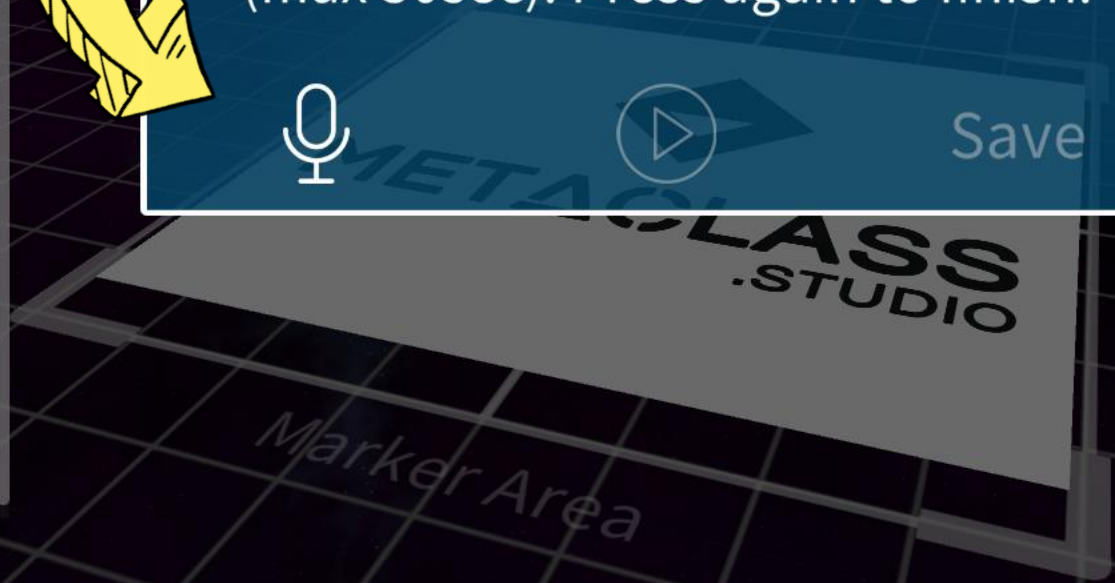 Press again to finish.
Save
METACLASS
.STUDIO
Marker Area